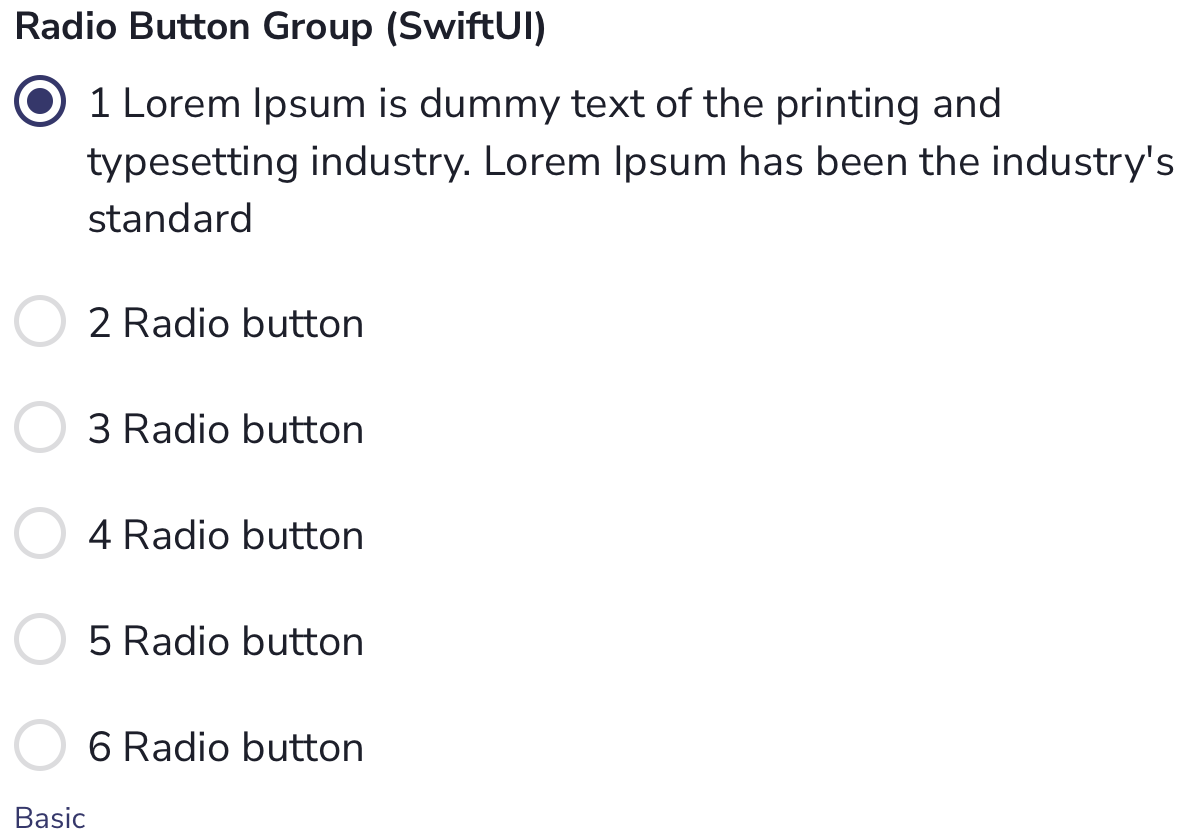 Radio Button Group (SwiftUI)
1 Lorem Ipsum is dummy text of the printing and
typesetting industry. Lorem Ipsum has been the industry's
standard
2 Radio button
3 Radio button
4 Radio button
5 Radio button
6 Radio button
Basic